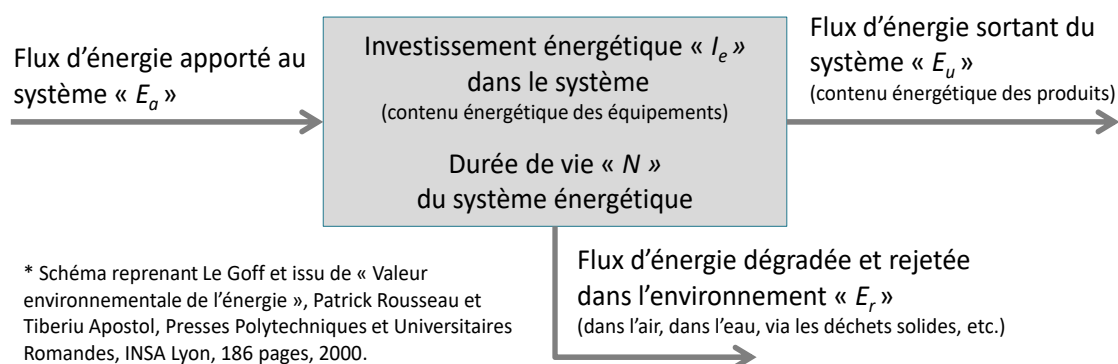 Flux d'énergie apporté au
système « Ea »
Investissement énergétique « Ie »
dans le système
(contenu énergétique des équipements)
Durée de vie « N »
du système énergétique
Flux d'énergie sortant du
système « Eu »
(contenu énergétique des produits)
Flux d'énergie dégradée et rejetée
dans l'environnement « Er »
(dans l'air, dans l'eau, via les déchets solides, etc.)
* Schéma reprenant Le Goff et issu de « Valeur
environnementale de l'énergie », Patrick Rousseau et
Tiberiu Apostol, Presses Polytechniques et Universitaires
Romandes, INSA Lyon, 186 pages, 2000.